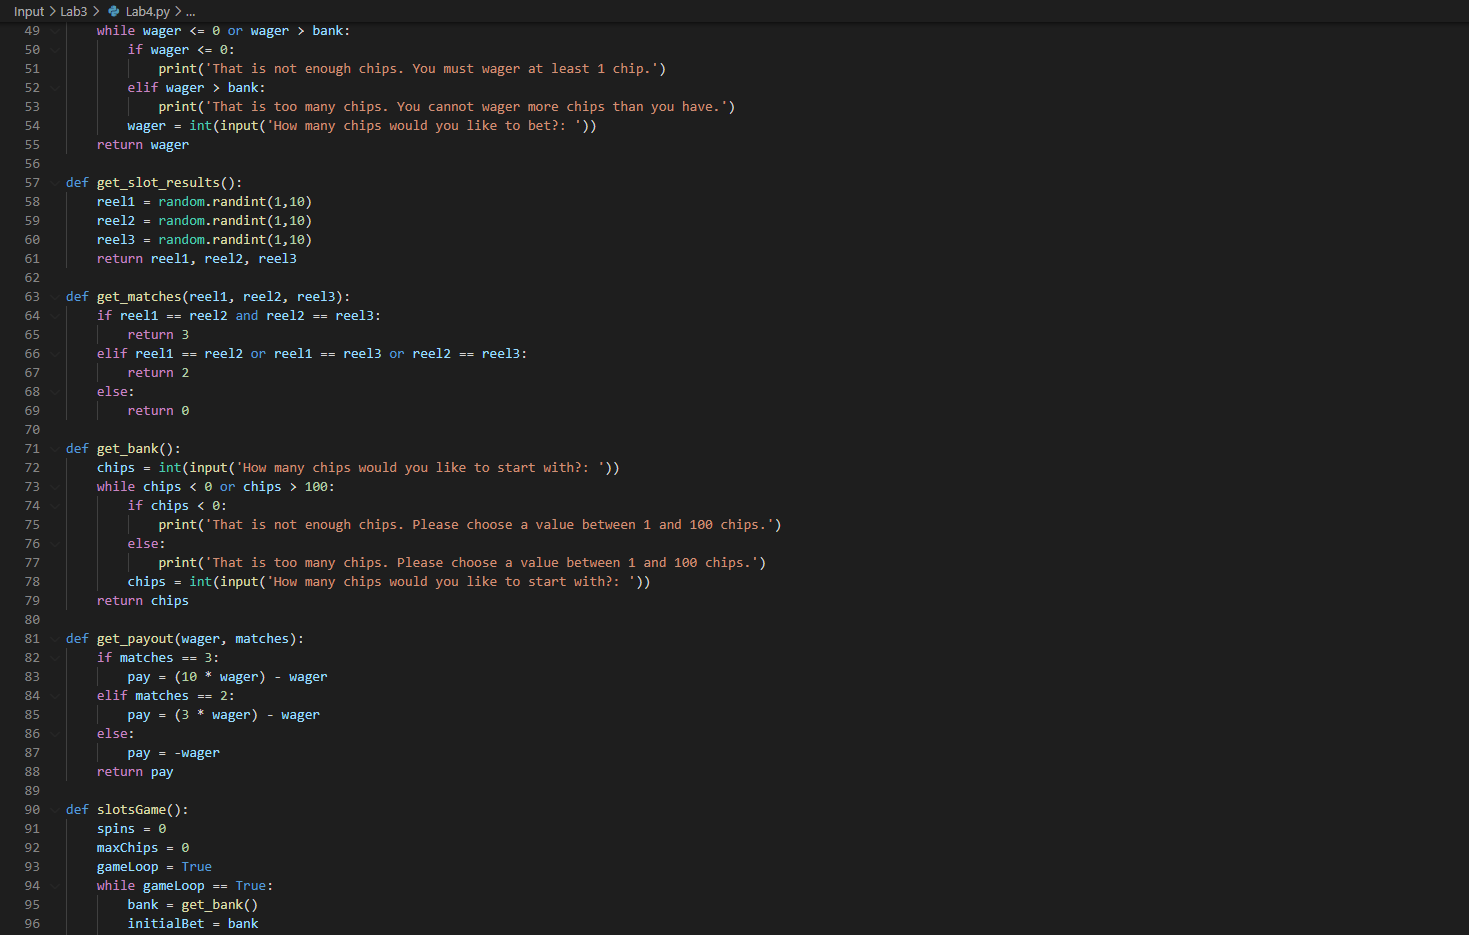 Input > Lab3 > Lab4.py > ...
49 while wager <= 0 or wager > bank:
50 if wager <= 0:
51 print('That is not enough chips. You must wager at least 1 chip.')
52 elif wager > bank:
53 print('That is too many chips. You cannot wager more chips than you have.')
54 wager = int(input('How many chips would you like to bet?: '))
55 return wager
56
57 def get_slot_results():
58 reel1 = random.randint(1,10)
59 reel2 = random.randint(1,10)
60 reel3 = random.randint(1,10)
61 return reel1, reel2, reel3
62
63 def get_matches(reel1, reel2, reel3):
64 if reel1 == reel2 and reel2 == reel3:
65 return 3
66 elif reel1 == reel2 or reel1 == reel3 or reel2 == reel3:
67 return 2
68 else:
69 return 0
70
71 def get_bank():
72 chips = int(input('How many chips would you like to start with?: '))
73 while chips < 0 or chips > 100:
74 if chips < 0:
75 print('That is not enough chips. Please choose a value between 1 and 100 chips.')
76 else:
77 print('That is too many chips. Please choose a value between 1 and 100 chips.')
78 chips = int(input('How many chips would you like to start with?: '))
79 return chips
80
81 def get_payout(wager, matches):
82 if matches == 3:
83 pay = (10 * wager) - wager
84 elif matches == 2:
85 pay = (3 * wager) - wager
86 else:
87 pay = -wager
88 return pay
89
90 def slotsGame():
91 spins = 0
92 maxChips = 0
93 gameLoop = True
94 while gameLoop == True:
95 bank = get_bank()
96 initialBet = bank